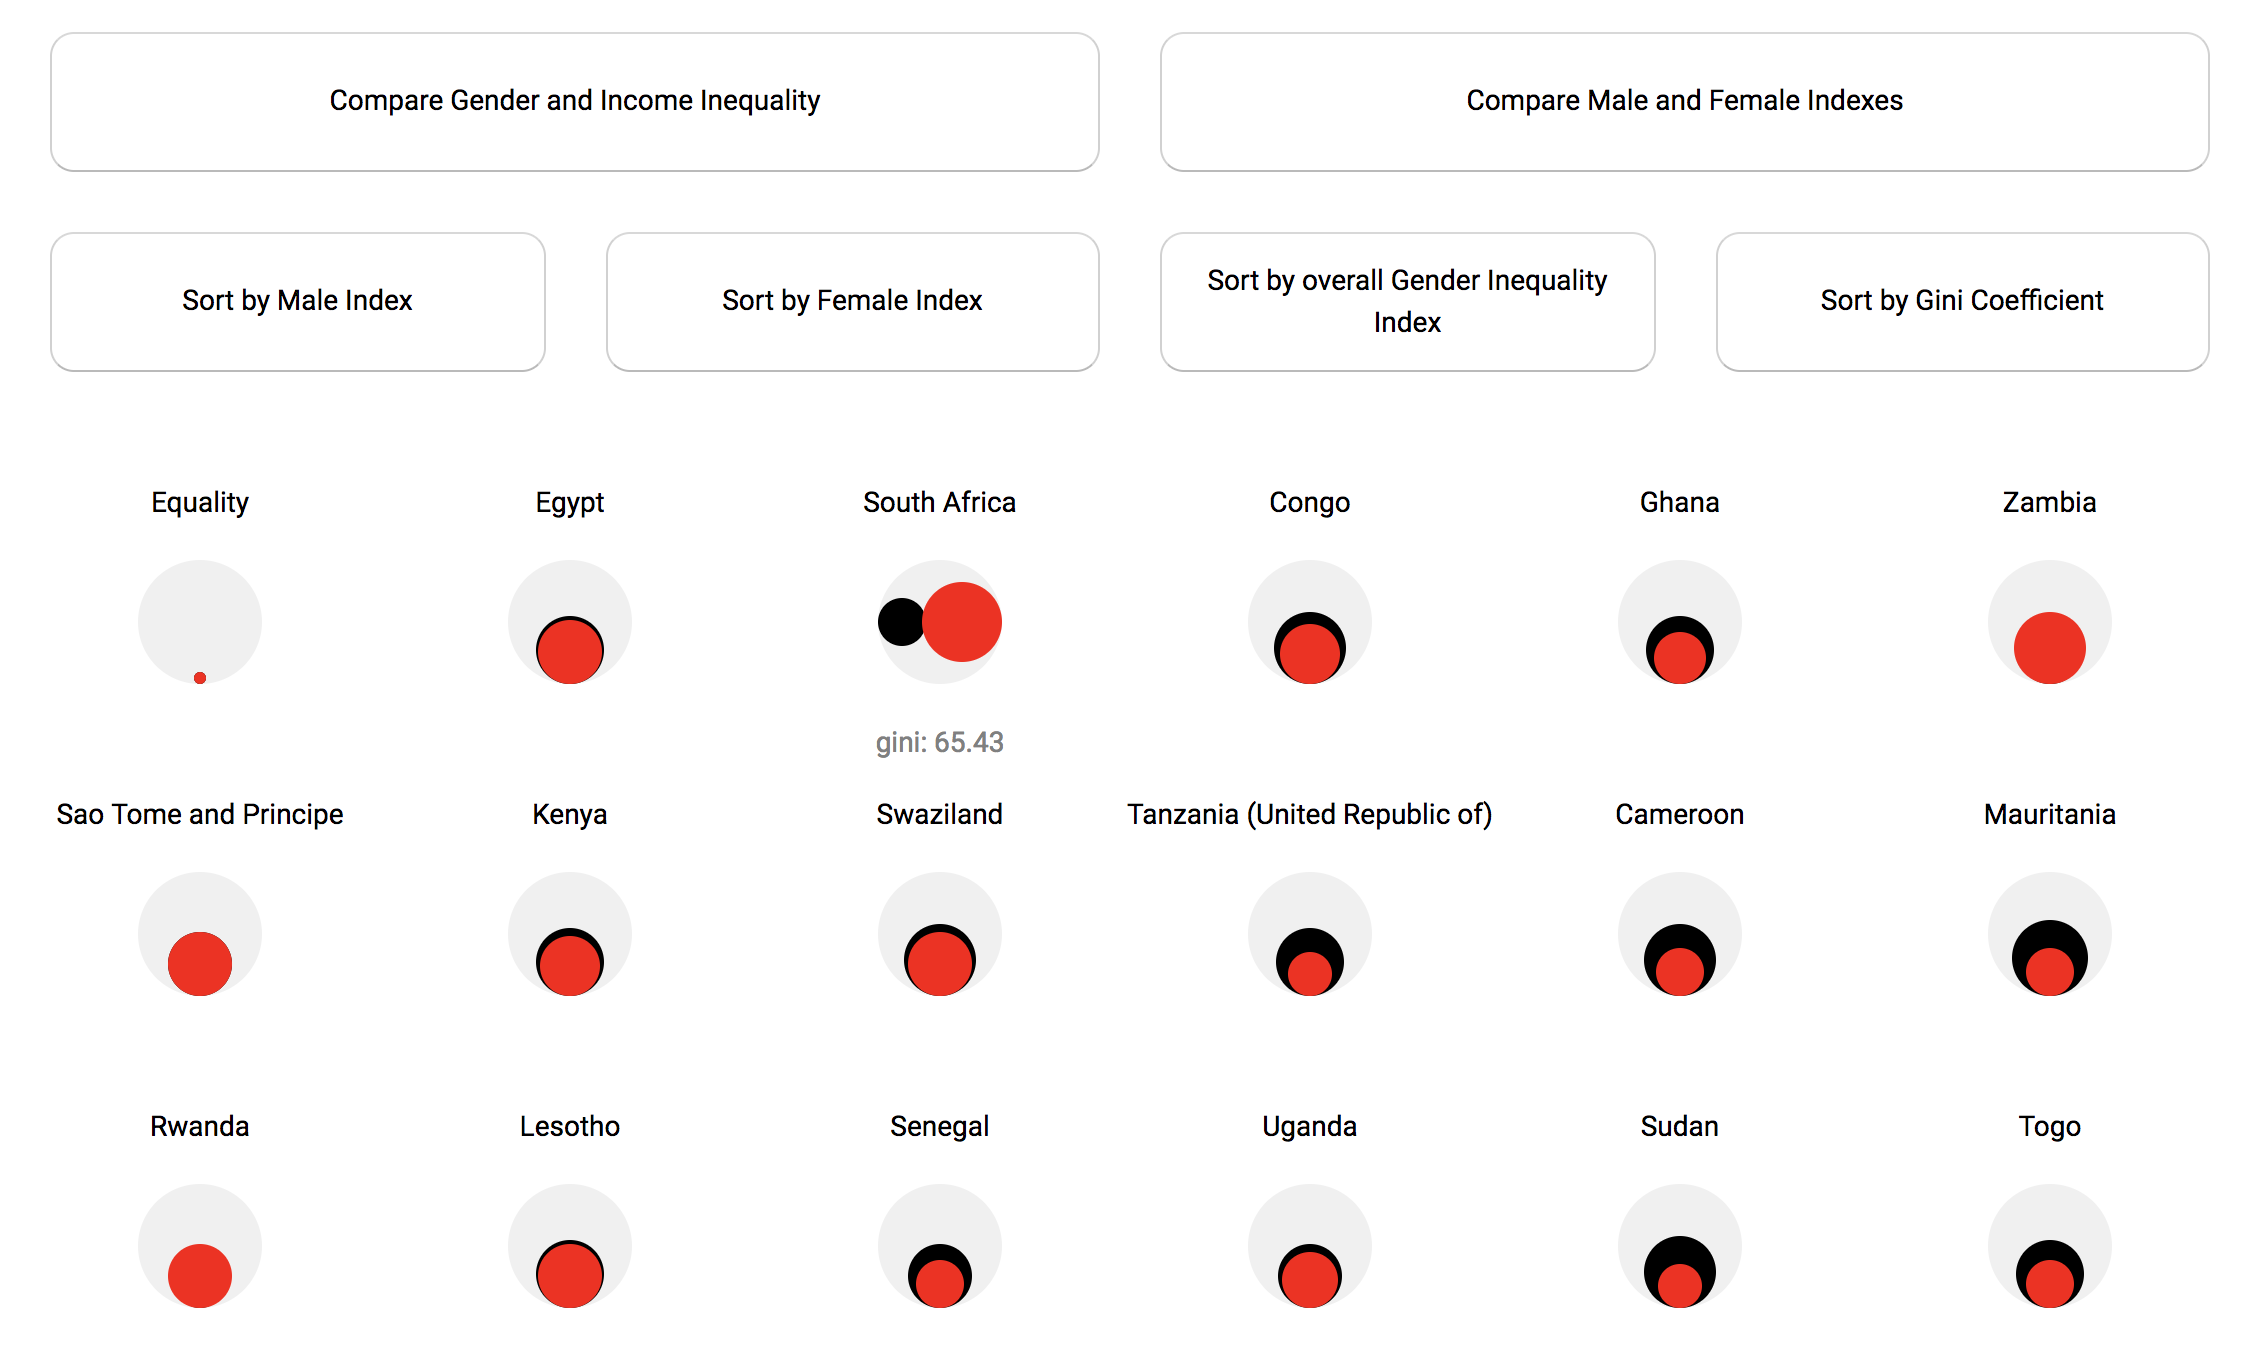 Compare Gender and Income Inequality
Compare Male and Female Indexes
Sort by Male Index
Sort by Female Index
Sort by overall Gender Inequality
Index
Sort by Gini Coefficient
Equality
Egypt
South Africa
Congo
Ghana
Zambia
gini: 65.43
Sao Tome and Principe
Kenya
Swaziland
Tanzania (United Republic of)
Cameroon
Mauritania
Rwanda
Lesotho
Senegal
Uganda
Sudan
Togo